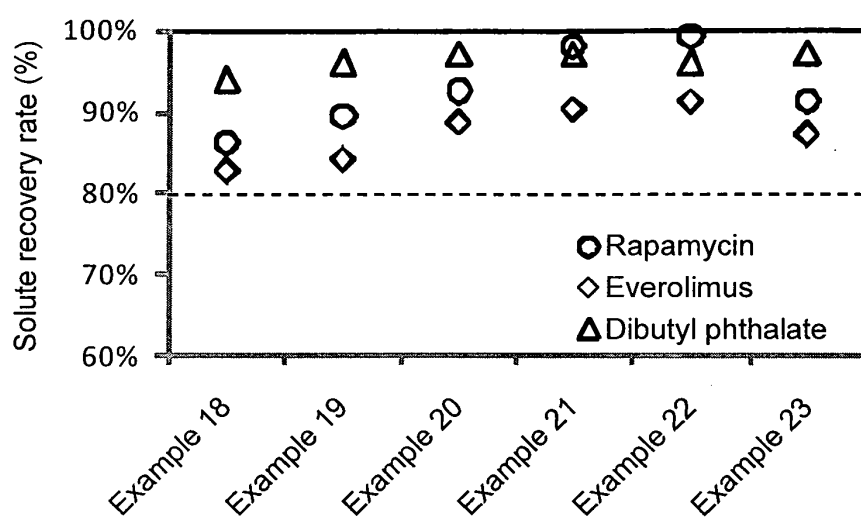 Solute recovery rate (%)
100%
90%
80%
70%
60%
Rapamycin
Everolimus
Dibutyl phthalate
Example 18
Example 19
Example 20
Example 21
Example 22
Example 23